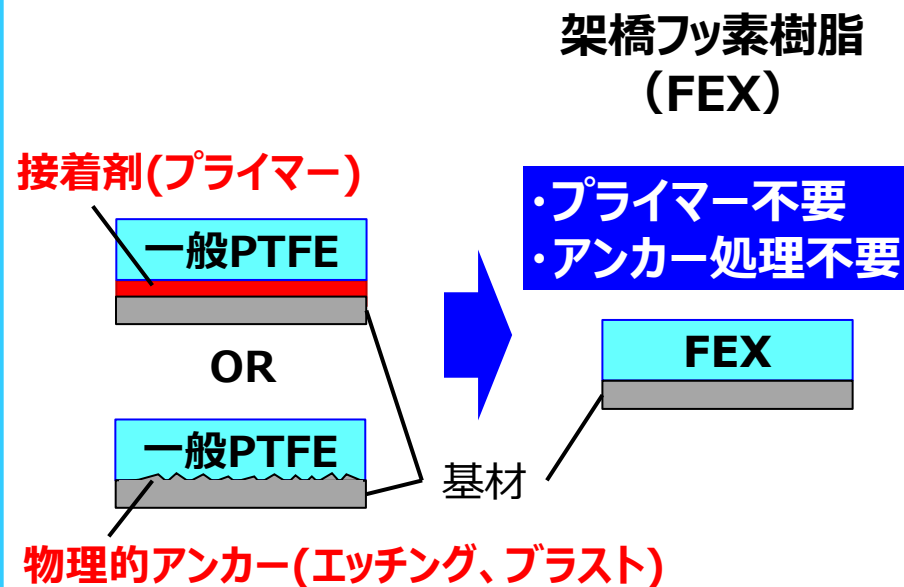 架橋フッ素樹脂
（FEX）
接着剤(プライマー)
・プライマー不要
・アンカー処理不要
一般PTFE
OR
FEX
一般PTFE
基材
物理的アンカー(エッチング、ブラスト)